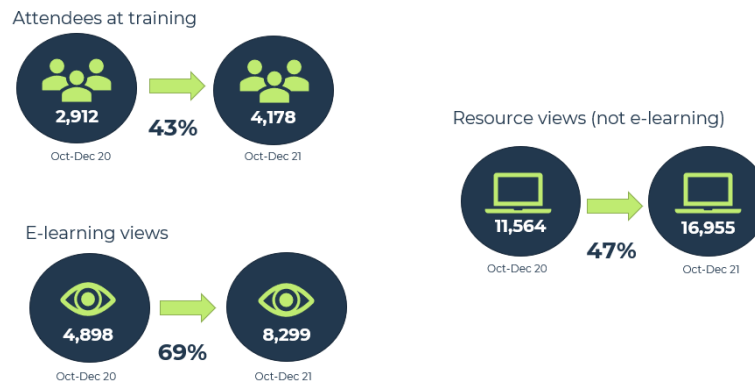 Attendees at training
2,912
4,178
43%
Oct-Dec 20
Oct-Dec 21
Resource views (not e-learning)
11,564
16,955
47%
Oct-Dec 20
Oct-Dec 21
E-learning views
4,898
8,299
69%
Oct-Dec 20
Oct-Dec 21